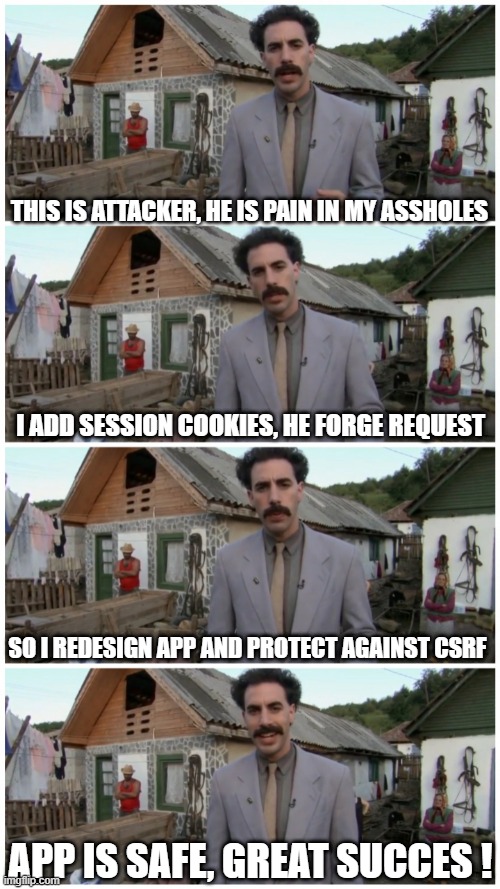 THIS IS ATTACKER, HE IS PAIN IN MY ASSHOLES
I ADD SESSION COOKIES, HE FORGE REQUEST
SO I REDESIGN APP AND PROTECT AGAINST CSRF
APP IS SAFE, GREAT SUCCES !
imgflip.com